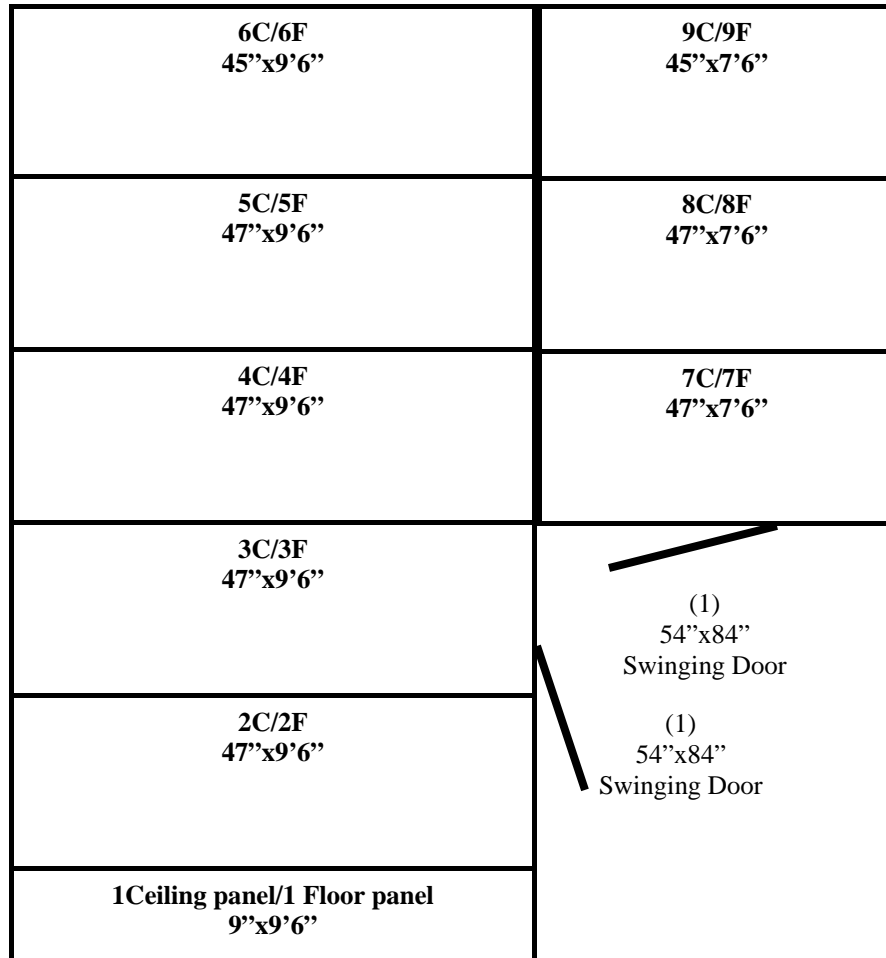 6C/6F
45”x9’6”
9C/9F
45”x7’6”
5C/5F
47”x9’6”
8C/8F
47”x7’6”
4C/4F
47”x9’6”
7C/7F
47”x7’6”
3C/3F
47”x9’6”
(1)
54”x84”
Swinging Door
2C/2F
47”x9’6”
(1)
54”x84”
Swinging Door
1Ceiling panel/1 Floor panel
9”x9’6”